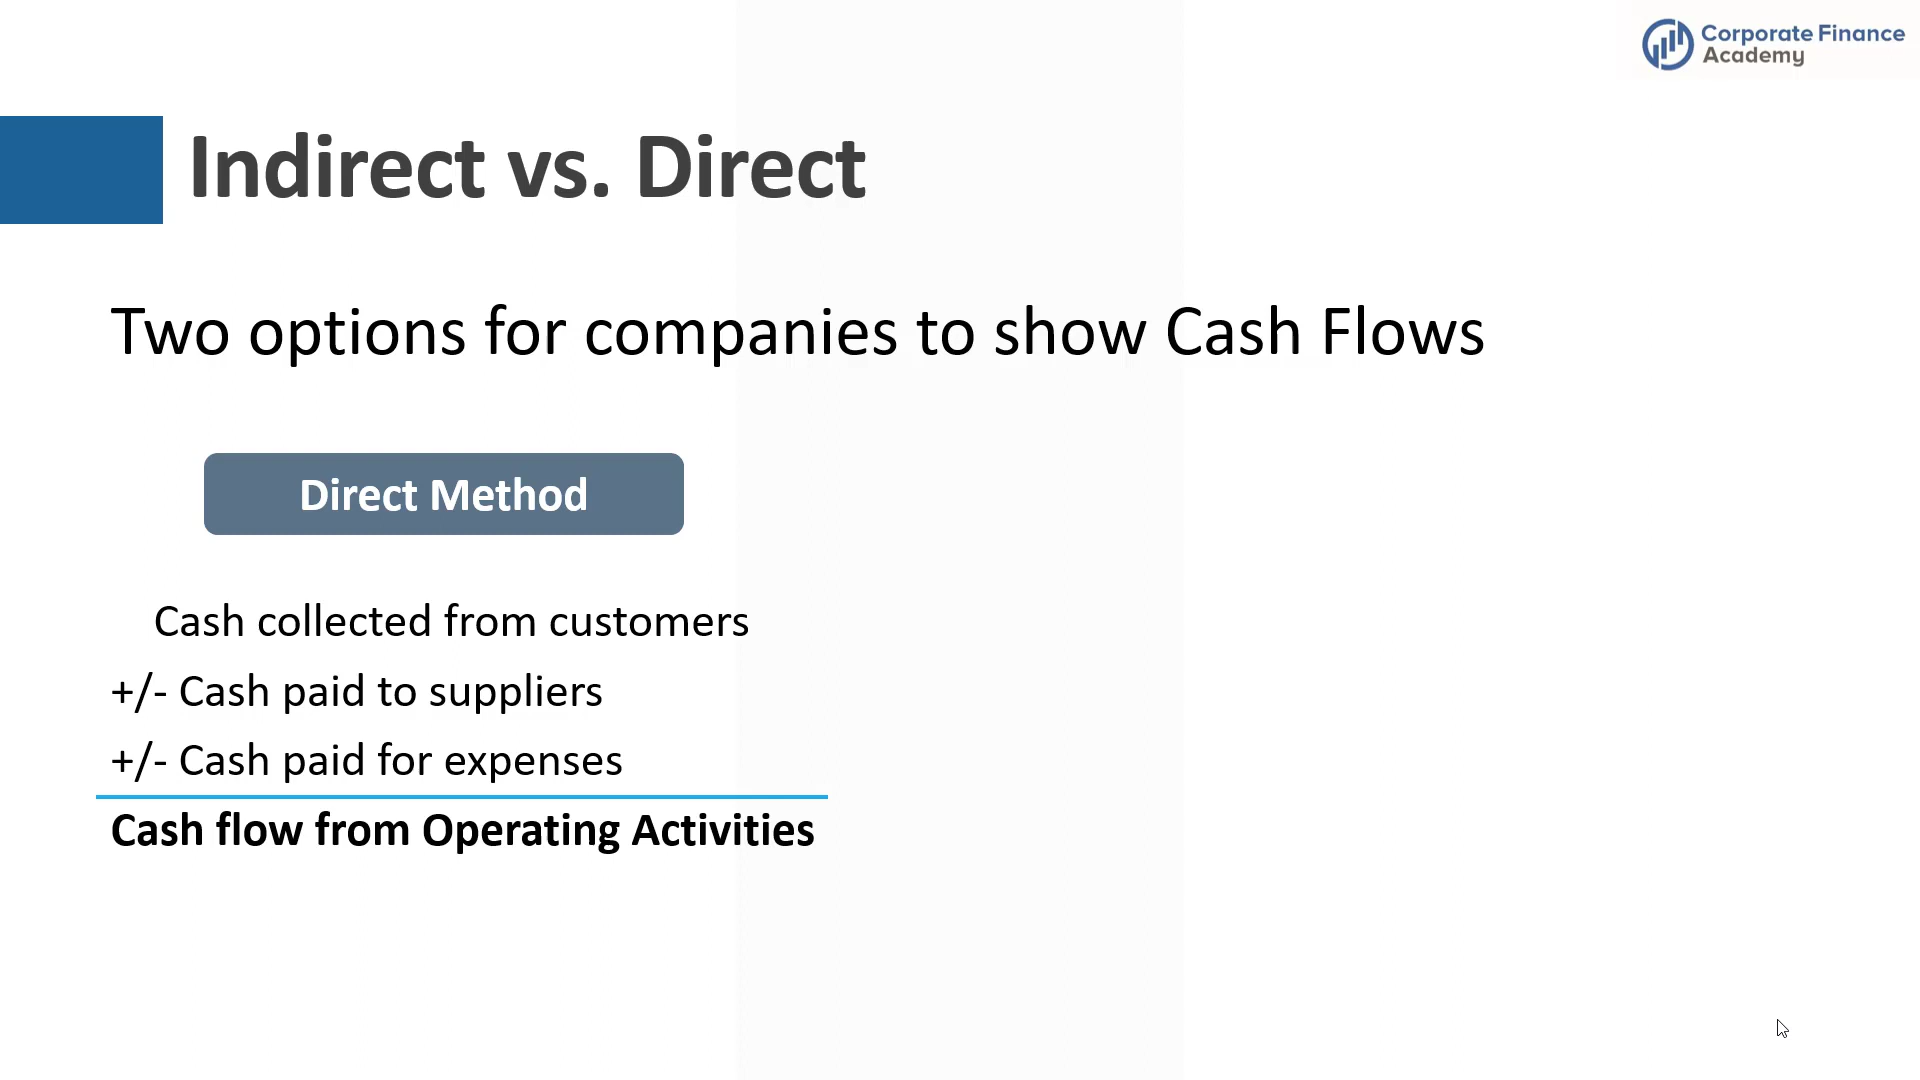 Corporate Finance
Academy
Indirect vs. Direct
Two options for companies to show Cash Flows
Direct Method
Cash collected from customers
+/- Cash paid to suppliers
+/- Cash paid for expenses
Cash flow from Operating Activities